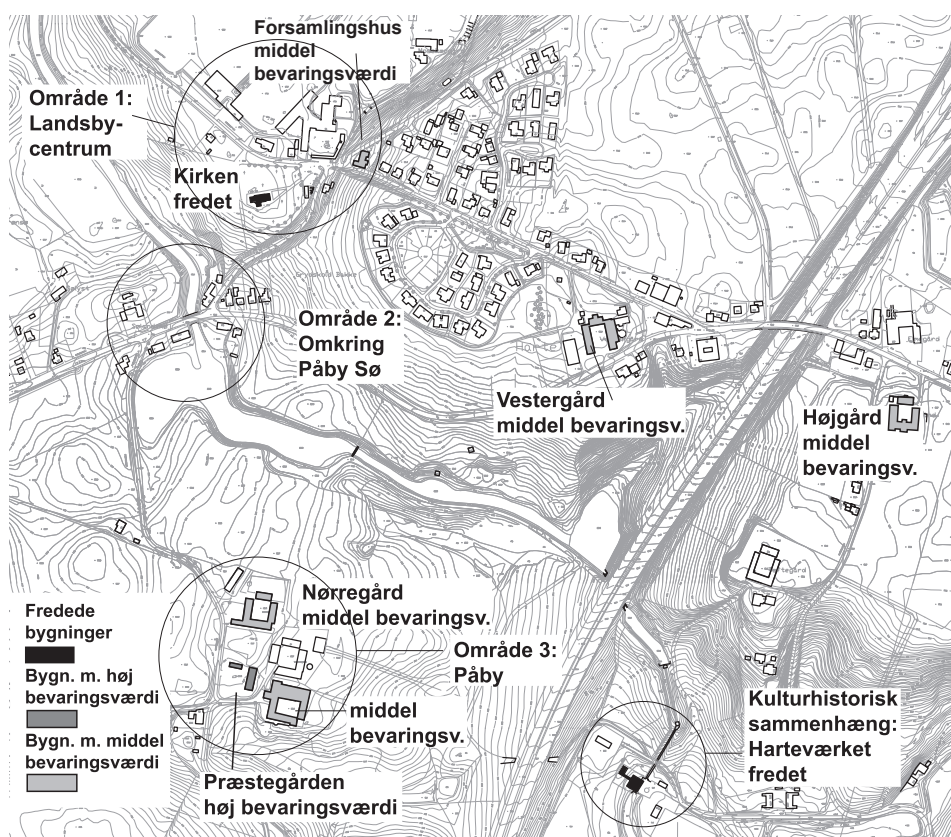 Forsamlingshus
middel
bevaringsværdi
Område 1:
Landsby-
centrum
Kirken
fredet
Område 2:
Omkring
Påby Sø
Vestergård
middel bevaringsv.
Højgård
middel
bevaringsv.
Nørregård
middel bevaringsv.
Område 3:
Påby
middel
bevaringsv.
Præstegården
høj bevaringsværdi
Kulturhistorisk
sammenhæng:
Harteværket
fredet
Fredede
bygninger
Bygn. m. høj
bevaringsværdi
Bygn. m. middel
bevaringsværdi